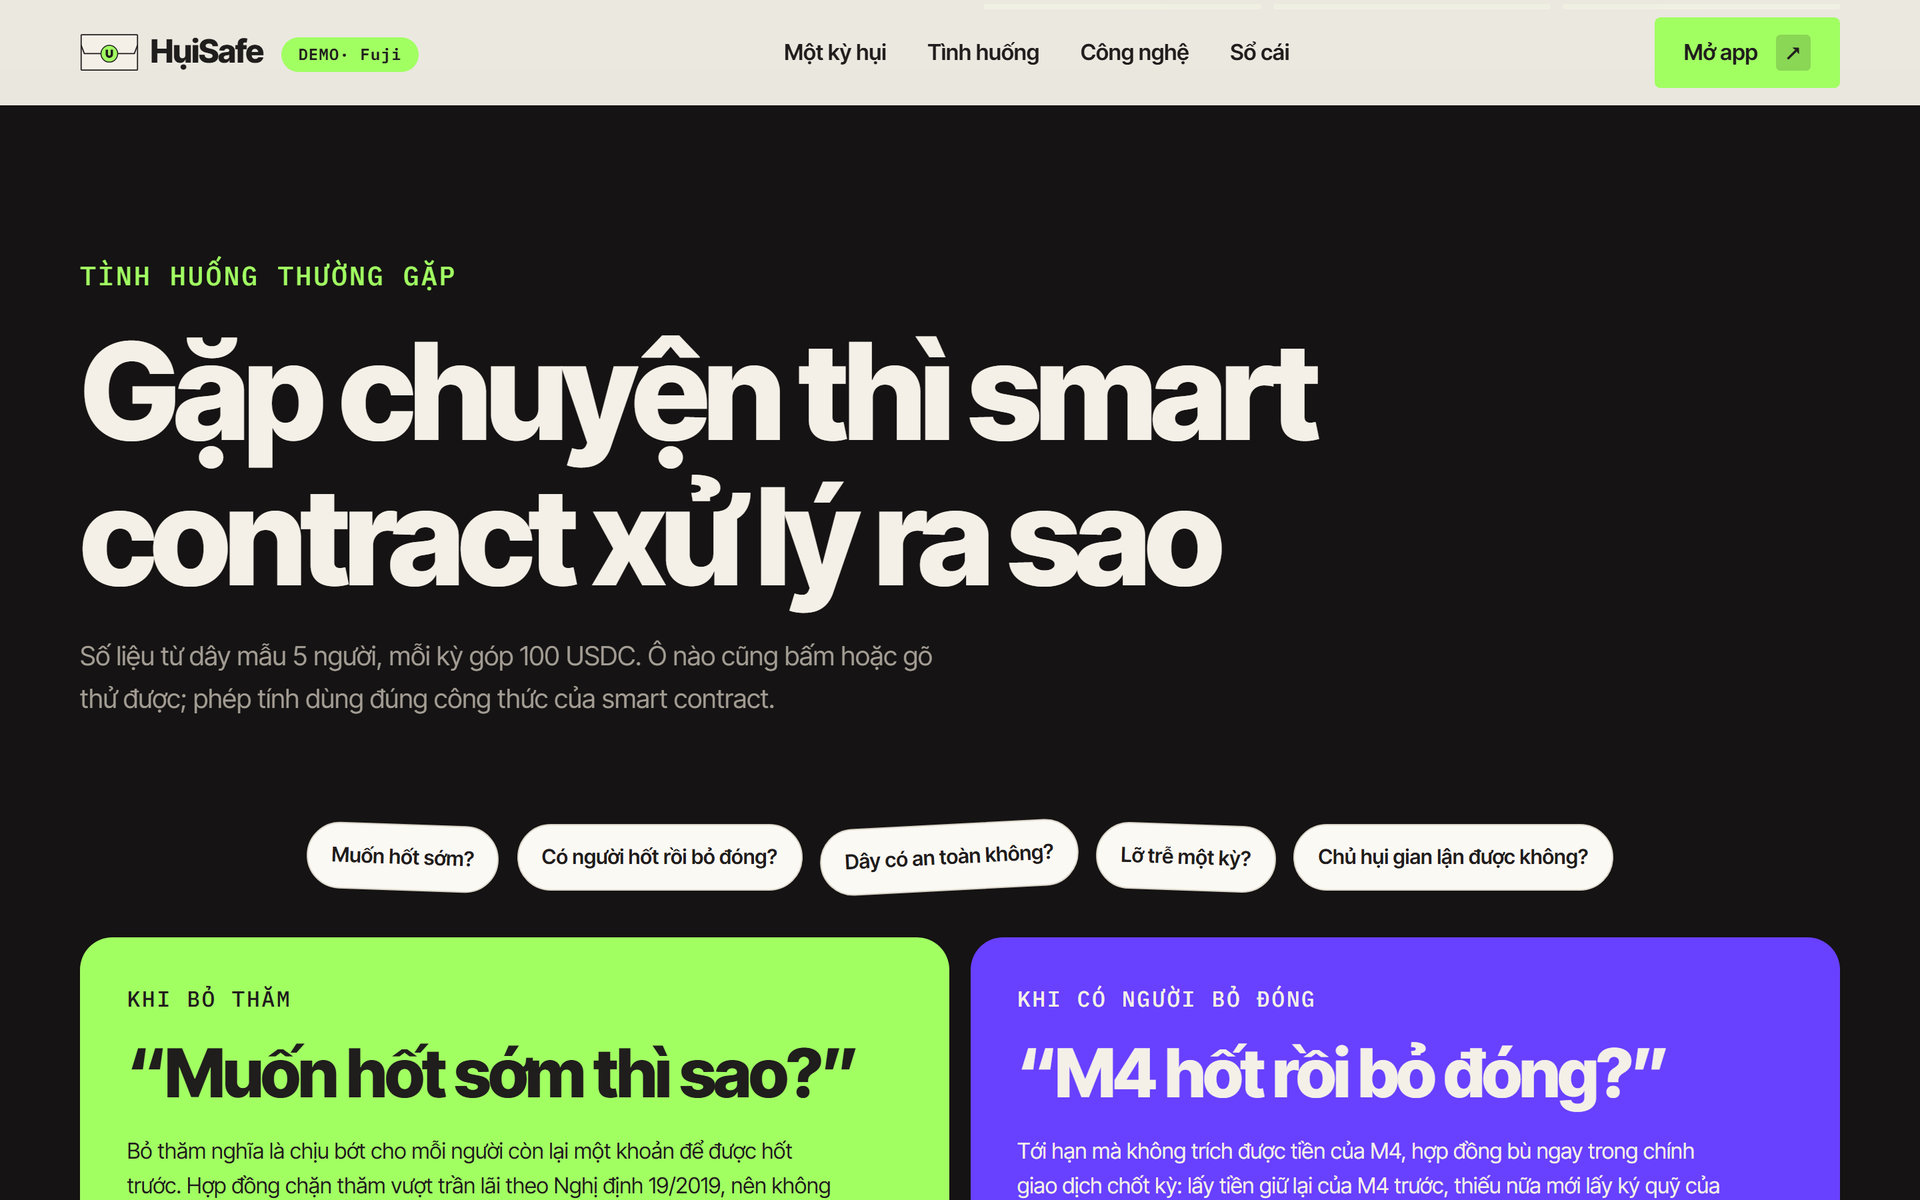 HụiSafe
DEMO· Fuji
Một kỳ hụi
Tình huống
Công nghệ
Sổ cái
Mở app ↗
TÌNH HUỐNG THƯỜNG GẶP
Gặp chuyện thì smart
contract xử lý ra sao
Số liệu từ dây mẫu 5 người, mỗi kỳ góp 100 USDC. Ô nào cũng bấm hoặc gõ
thử được; phép tính dùng đúng công thức của smart contract.
Muốn hốt sớm?
Có người hốt rồi bỏ đóng?
Dây có an toàn không?
Lỡ trễ một kỳ?
Chủ hụi gian lận được không?
KHI BỎ THĂM
“Muốn hốt sớm thì sao?”
Bỏ thăm nghĩa là chịu bớt cho mỗi người còn lại một khoản để được hốt
trước. Hợp đồng chặn thăm vượt trần lãi theo Nghị định 19/2019, nên không
KHI CÓ NGƯỜI BỎ ĐÓNG
“M4 hốt rồi bỏ đóng?”
Tới hạn mà không trích được tiền của M4, hợp đồng bù ngay trong chính
giao dịch chốt kỳ: lấy tiền giữ lại của M4 trước, thiếu nữa mới lấy ký quỹ của